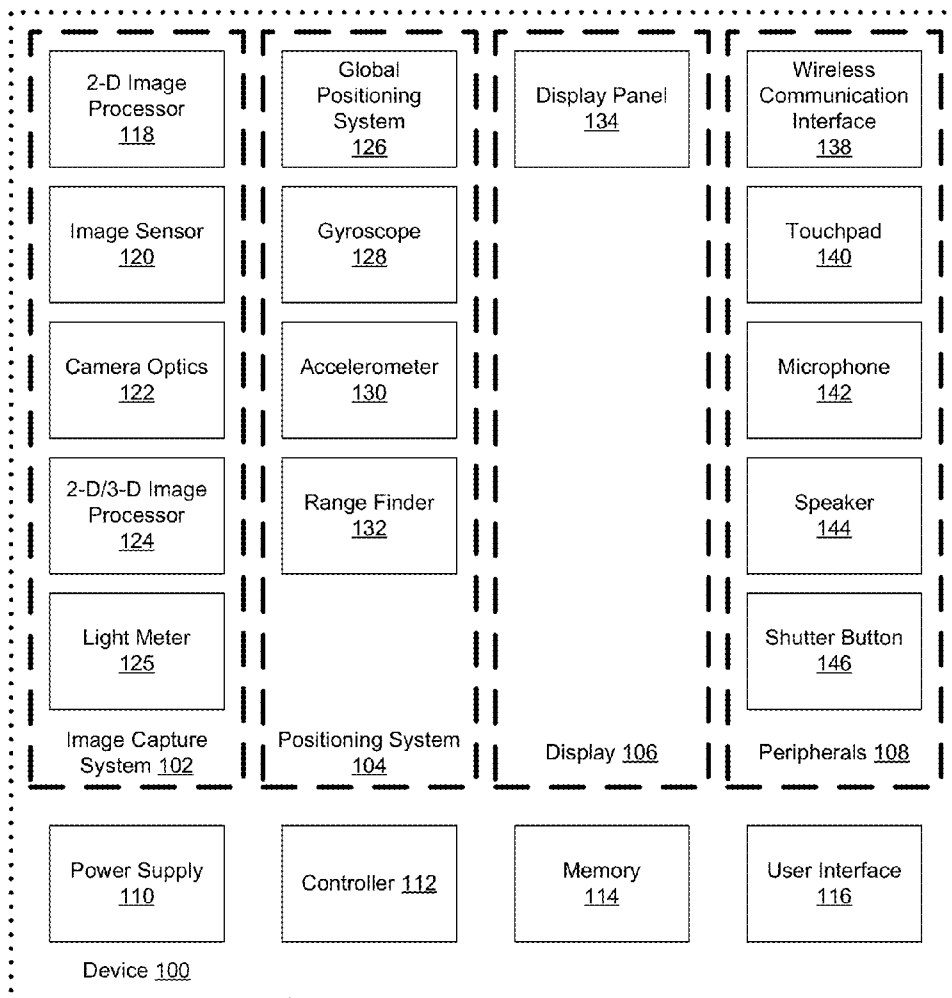 2-D Image
Processor
118
Image Sensor
120
Camera Optics
122
2-D/3-D Image
Processor
124
Light Meter
125
Image Capture
System 102
Global
Positioning
System
126
Gyroscope
128
Accelerometer
130
Range Finder
132
Positioning System
104
Display Panel
134
Display 106
Wireless
Communication
Interface
138
Touchpad
140
Microphone
142
Speaker
144
Shutter Button
146
Peripherals 108
Power Supply
110
Controller 112
Memory
114
User Interface
116
Device 100